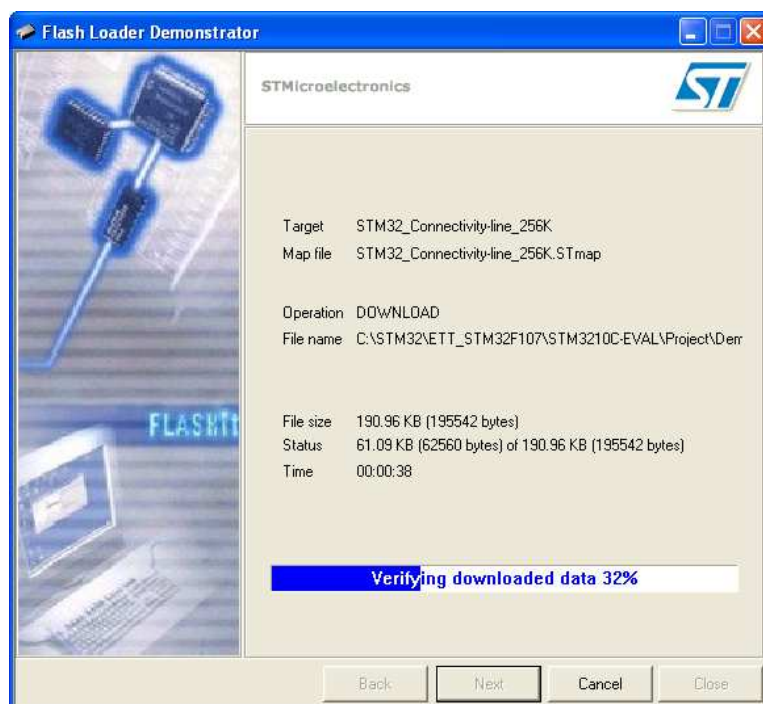 Flash Loader Demonstrator
STMicroelectronics
ST
Target STM32_Connectivity-line_256K
Map file STM32_Connectivity-line_256K.STmap
Operation DOWNLOAD
File name C:\STM32\ETT_STM32F107\STM3210C-EVAL\Project\Dem
File size 190.96 KB (195542 bytes)
Status 61.09 KB (62560 bytes) of 190.96 KB (195542 bytes)
Time 00:00:38
FLASHit
Verifying downloaded data 32%
Back Next Cancel Close